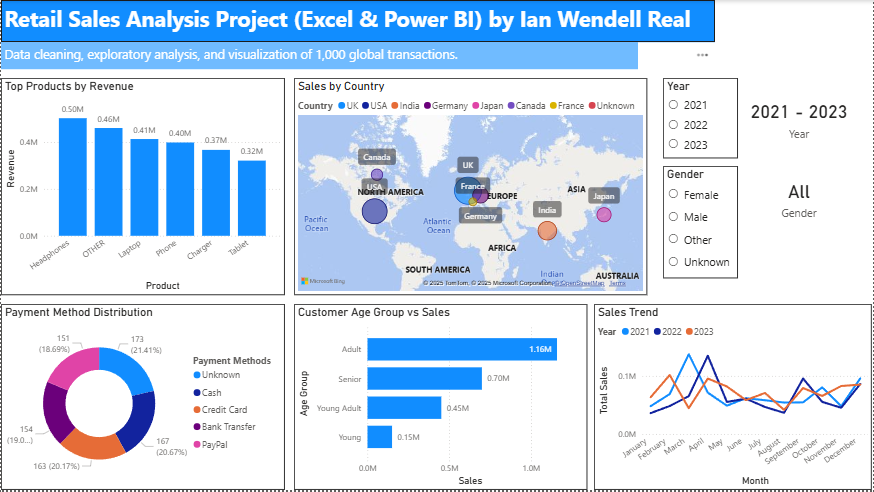 Retail Sales Analysis Project (Excel & Power BI) by Ian Wendell Real
Data cleaning, exploratory analysis, and visualization of 1,000 global transactions.
Top Products by Revenue
Revenue
0.4M
0.2M
0.0M
0.50M
0.46M
0.41M
0.40M
0.37M
0.32M
Headphones
OTHER
Laptop
Phone
Charger
Tablet
Product
Sales by Country
Country UK USA India Germany Japan Canada France Unknown
Canada
USA
NORTH AMERICA
UK
France
EUROPE
Germany
ASIA
Japan
India
Pacific
Ocean
Atlantic
Ocean
AFRICA
SOUTH AMERICA
Indian
AUSTRALIA
Microsoft Bing
© 2025 TomTom, © 2025 Microsoft Corporation, © OpenStreetMap Terms
Year
2021
2022
2023
Gender
Female
Male
Other
Unknown
2021 - 2023
Year
All
Gender
Payment Method Distribution
173
(21.41%)
167
(20.67%)
163 (20.17%)
154
(19.0...)
151
(18.69%)
Payment Methods
Unknown
Cash
Credit Card
Bank Transfer
PayPal
Customer Age Group vs Sales
Age Group
Adult
1.16M
Senior
0.70M
Young Adult
0.45M
Young
0.15M
0.0M
0.5M
1.0M
Sales
Sales Trend
Year 2021 2022 2023
Total Sales
0.1M
0.0M
January
February
March
April
May
June
July
August
September
October
November
December
Month